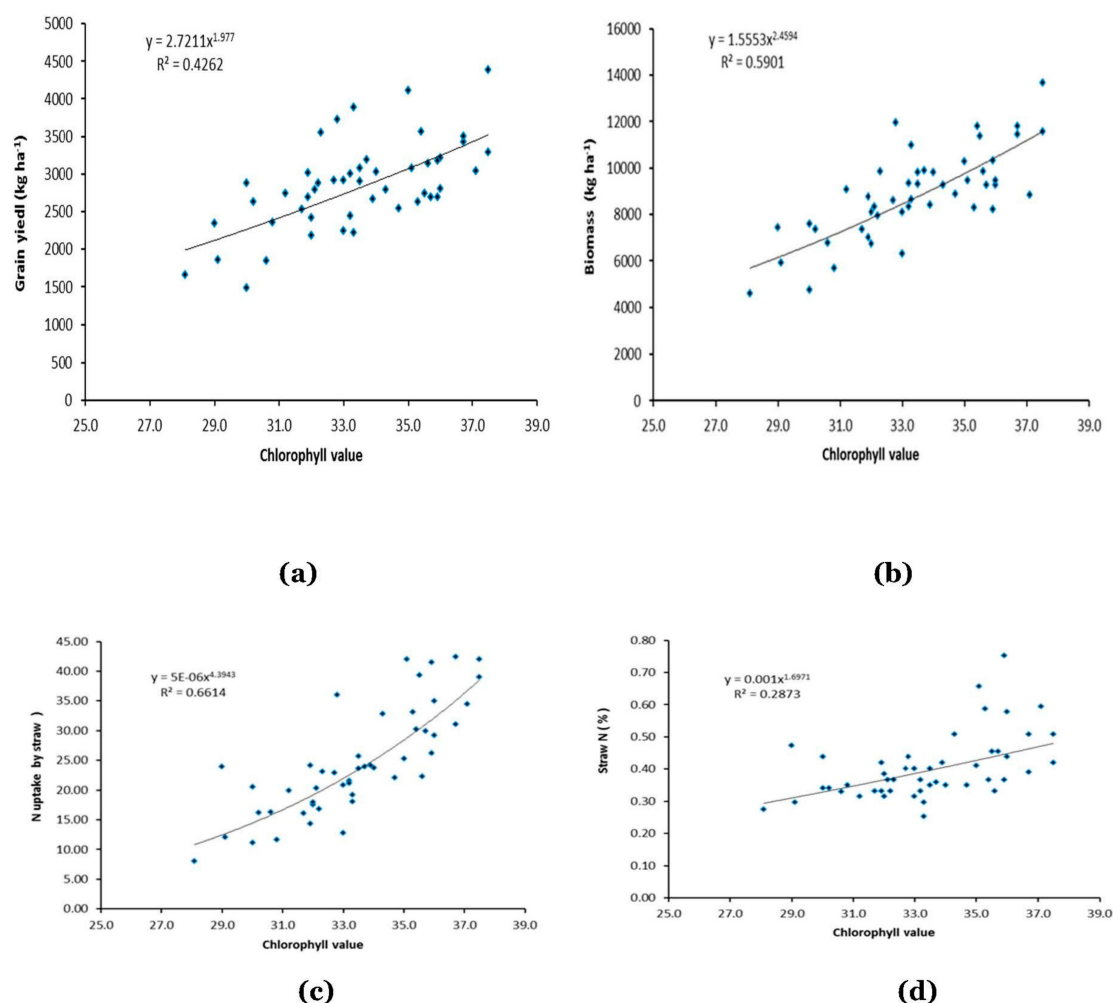 5000
4500
4000
3500
3000
2500
2000
1500
1000
500
0
y = 2.7211x^1.977
R² = 0.4262
Grain yiedl (kg ha⁻¹)
25.0 27.0 29.0 31.0 33.0 35.0 37.0 39.0
Chlorophyll value
16000
14000
12000
10000
8000
6000
4000
2000
0
y = 1.5553x^2.4594
R² = 0.5901
Biomass (kg ha⁻¹)
25.0 27.0 29.0 31.0 33.0 35.0 37.0 39.0
Chlorophyll value
(a)
(b)
45.00
40.00
35.00
30.00
25.00
20.00
15.00
10.00
5.00
0.00
y = 5E-06x^4.3943
R² = 0.6614
N uptake by straw )
25.0 27.0 29.0 31.0 33.0 35.0 37.0 39.0
Chlorophyll value
0.80
0.70
0.60
0.50
0.40
0.30
0.20
0.10
0.00
y = 0.001x^1.6971
R² = 0.2873
Straw N ( % )
25.0 27.0 29.0 31.0 33.0 35.0 37.0 39.0
Chlorophyll value
(c)
(d)